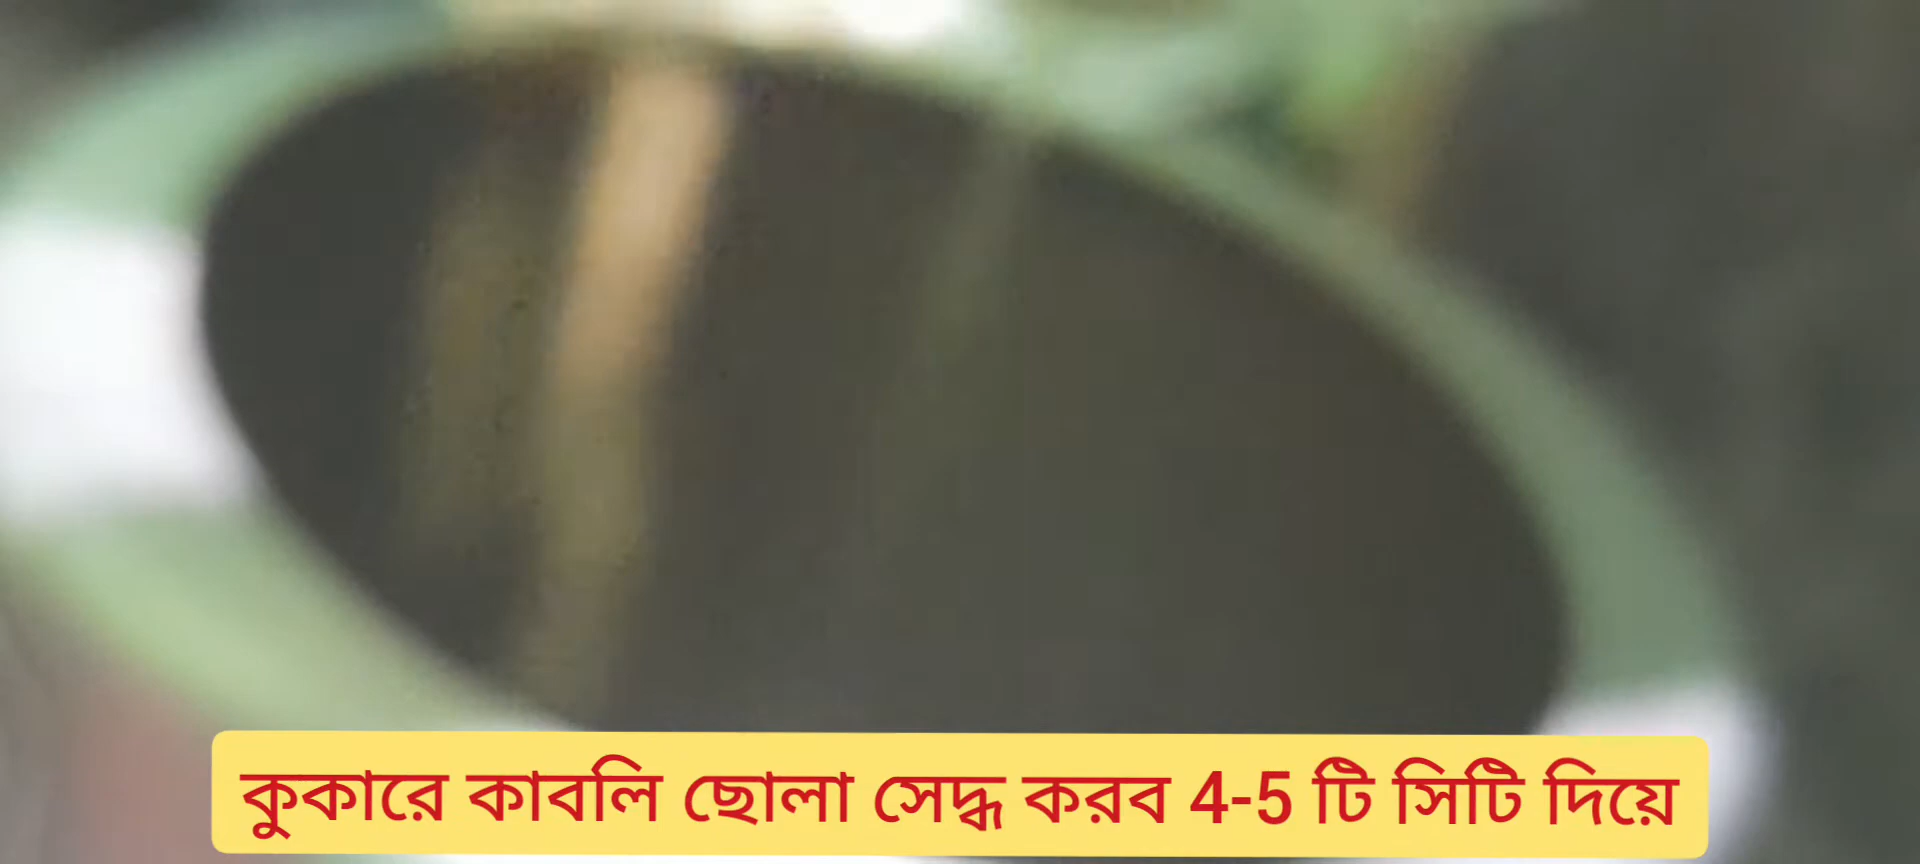 কুকারে কাবলি ছোলা সেদ্ধ করব 4-5 টি সিটি দিয়ে